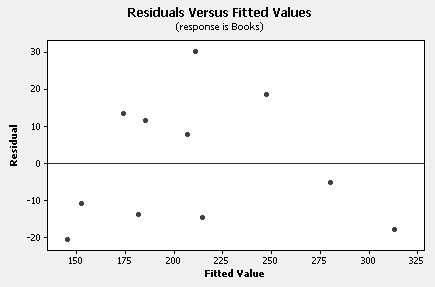 Residuals Versus Fitted Values
(response is Books)
30
20
10
0
-10
-20
Residual
150 175 200 225 250 275 300 325
Fitted Value